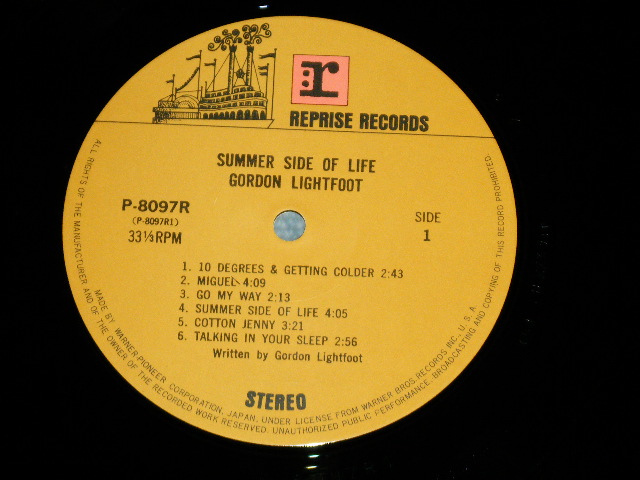 r:
REPRISE RECORDS
SUMMER SIDE OF LIFE
GORDON LIGHTFOOT
P-8097R
(P-8097R1)
33⅓RPM
SIDE
1
1. 10 DEGREES & GETTING COLDER 2:43
2. MIGUEL 4:09
3. GO MY WAY 2:13
4. SUMMER SIDE OF LIFE 4:05
5. COTTON JENNY 3:21
6. TALKING IN YOUR SLEEP 2:56
Written by Gordon Lightfoot
STEREO
MADE BY WARNER-PIONEER CORPORATION, JAPAN, UNDER LICENSE FROM WARNER BROS. RECORDS INC., U.S.A.
ALL RIGHTS OF THE MANUFACTURER AND OF THE OWNER OF THE RECORDED WORK RESERVED. UNAUTHORIZED PUBLIC PERFORMANCE, BROADCASTING AND COPYING OF THIS RECORD PROHIBITED.